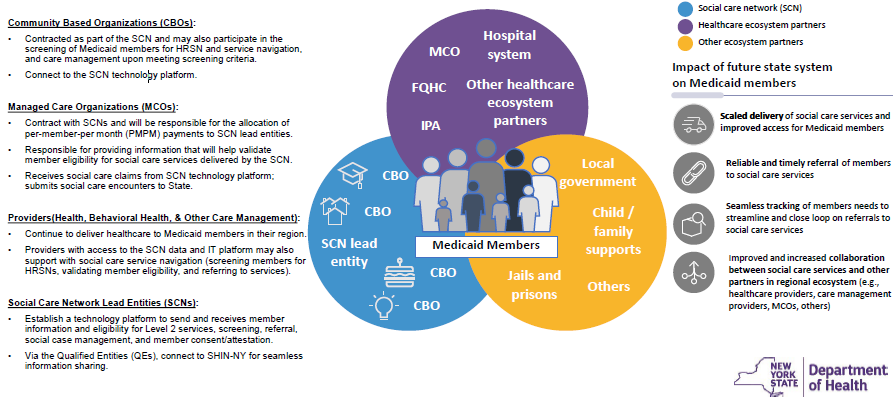 Community Based Organizations (CBOs):
• Contracted as part of the SCN and may also participate in the
screening of Medicaid members for HRSN and service navigation,
and care management upon meeting screening criteria.
• Connect to the SCN technology platform.
Managed Care Organizations (MCOs):
• Contract with SCNs and will be responsible for the allocation of
per-member-per month (PMPM) payments to SCN lead entities.
• Responsible for providing information that will help validate
member eligibility for social care services delivered by the SCN.
• Receives social care claims from SCN technology platform;
submits social care encounters to State.
Providers(Health, Behavioral Health, & Other Care Management):
• Continue to deliver healthcare to Medicaid members in their region.
• Providers with access to the SCN data and IT platform may also
support with social care service navigation (screening members for
HRSNs, validating member eligibility, and referring to services).
Social Care Network Lead Entities (SCNs):
• Establish a technology platform to send and receives member
information and eligibility for Level 2 services, screening, referral,
social case management, and member consent/attestation.
• Via the Qualified Entities (QEs), connect to SHIN-NY for seamless
information sharing.
MCO
Hospital
system
FQHC
Other healthcare
ecosystem
partners
IPA
CBO
CBO
SCN lead
entity
CBO
CBO
Medicaid Members
Local
government
Child /
family
supports
Jails and
prisons
Others
Social care network (SCN)
Healthcare ecosystem partners
Other ecosystem partners
Impact of future state system
on Medicaid members
Scaled delivery of social care services and
improved access for Medicaid members
Reliable and timely referral of members
to social care services
Seamless tracking of members needs to
streamline and close loop on referrals to
social care services
Improved and increased collaboration
between social care services and other
partners in regional ecosystem (e.g.,
healthcare providers, care management
providers, MCOs, others)
NEW
YORK
STATE
Department
of Health